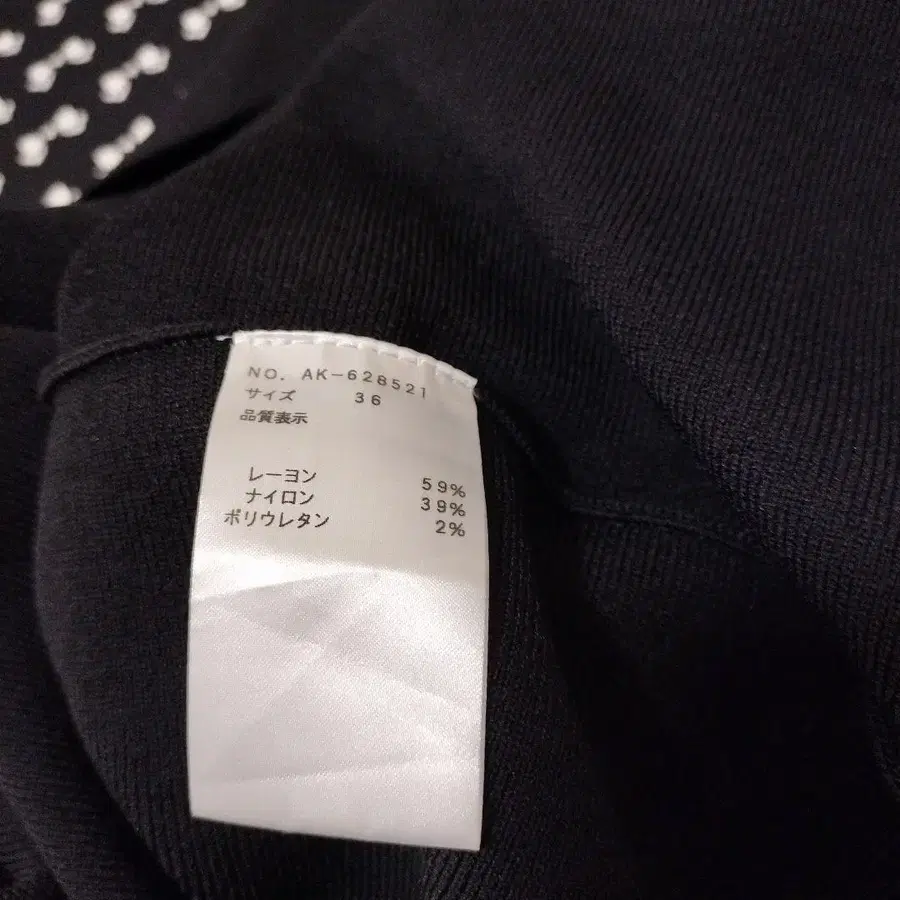 NO. AK-628521
サイズ 36
品質表示
レーヨン 59%
ナイロン 39%
ポリウレタン 2%